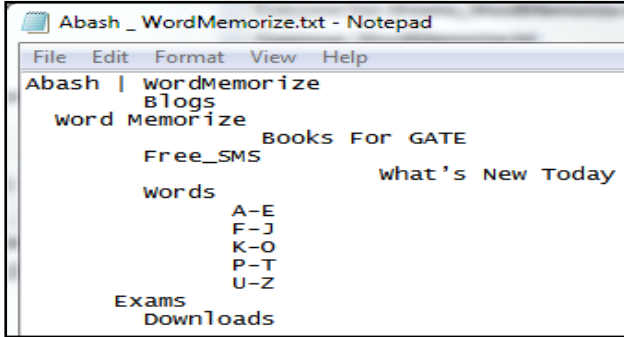 Abash _ WordMemorize.txt - Notepad
File Edit Format View Help
Abash | WordMemorize
Blogs
Word Memorize
Books For GATE
Free_SMS
What's New Today
Words
A-E
F-J
K-O
P-T
U-Z
Exams
Downloads